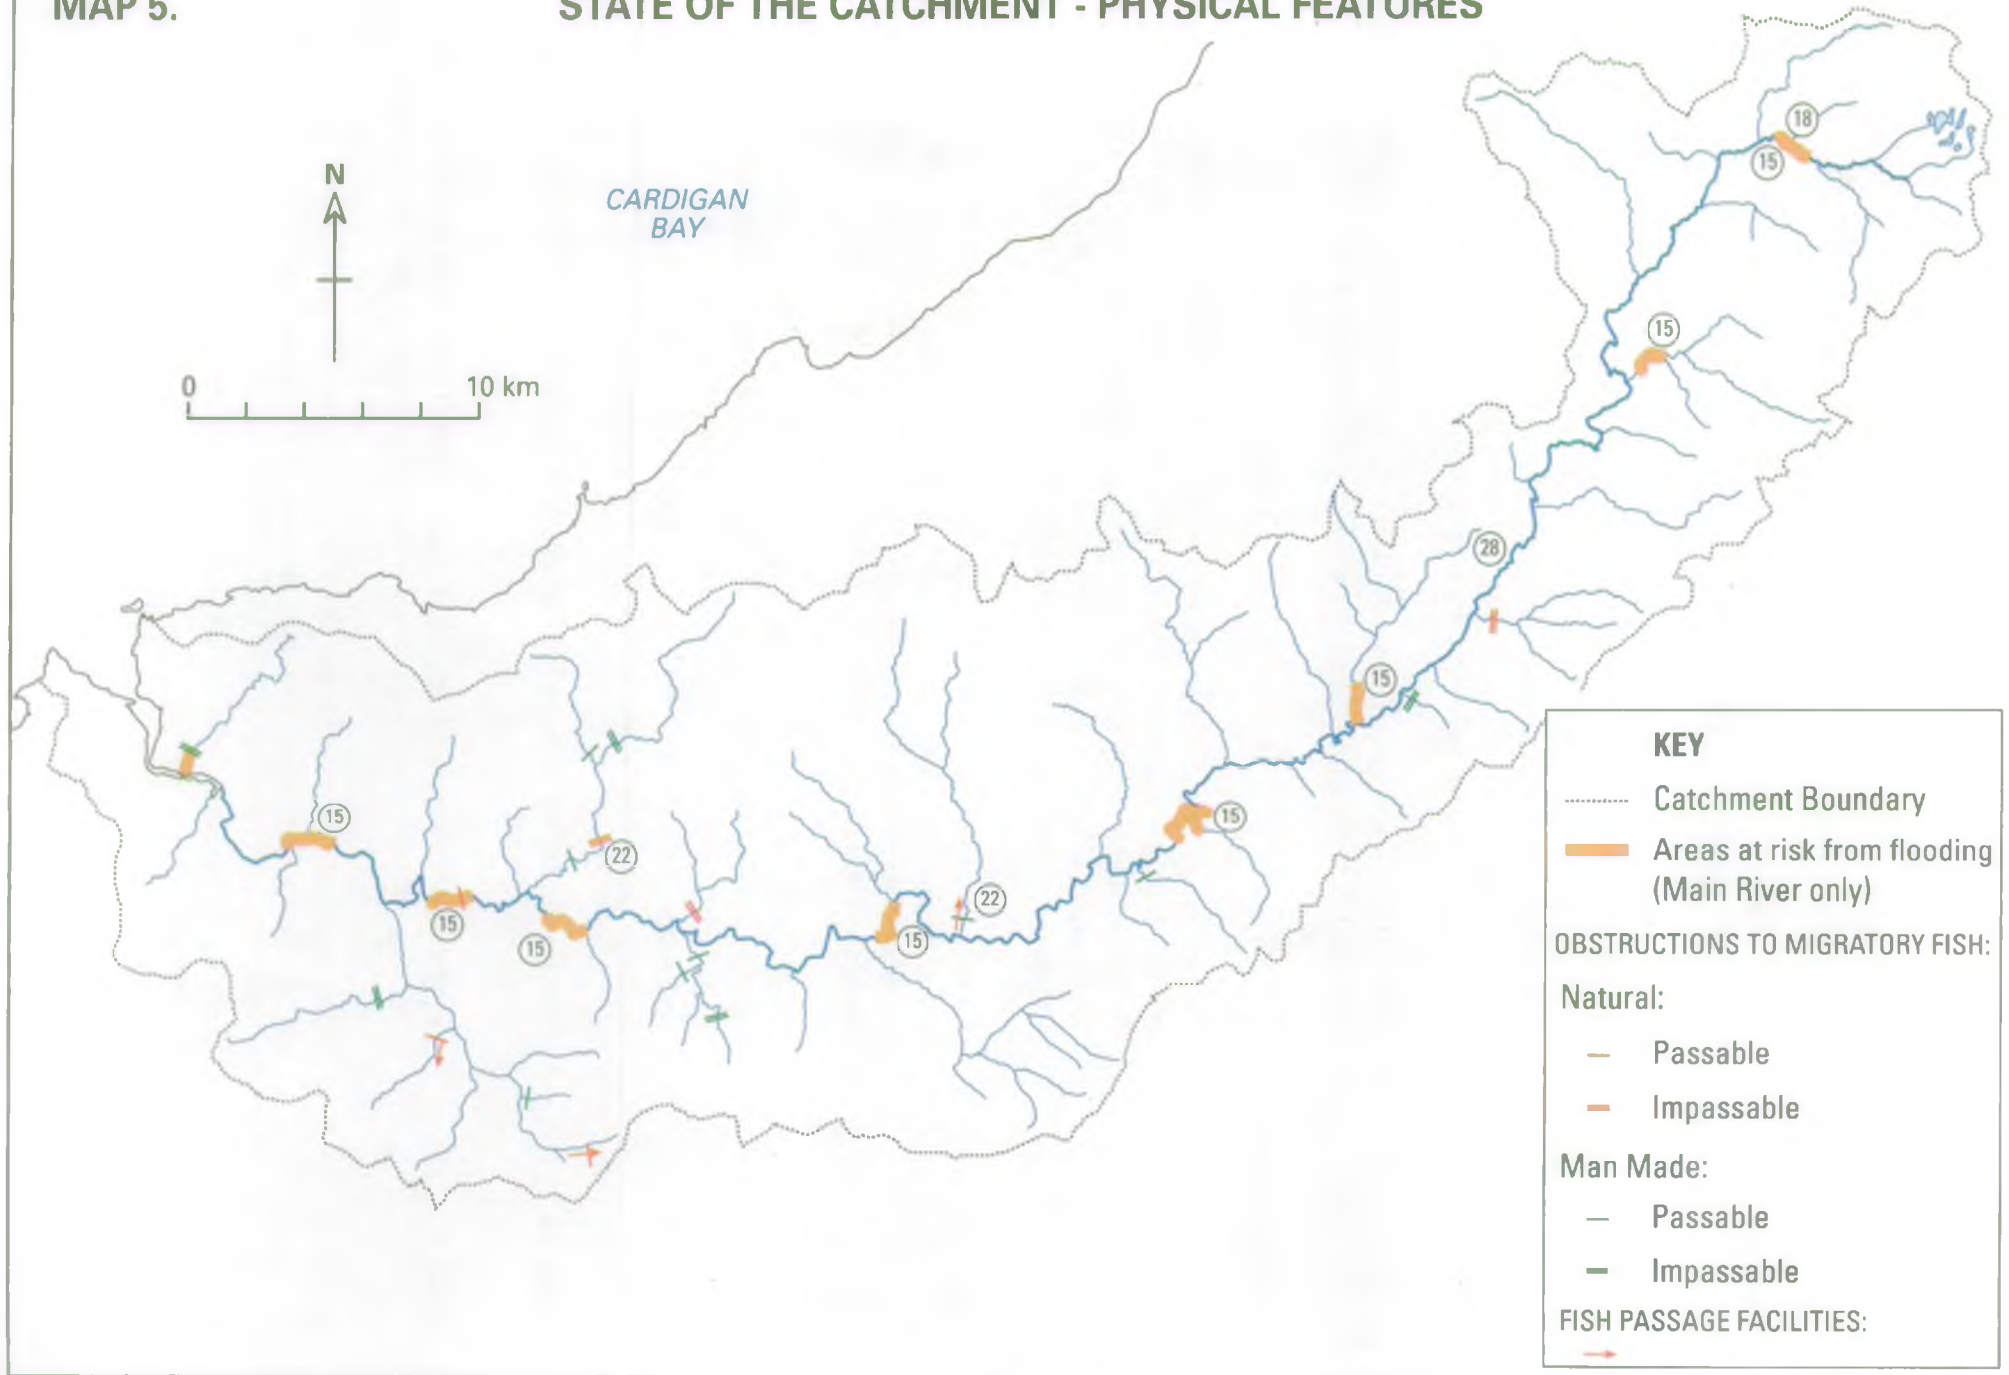 MAP 5.
STATE OF THE CATCHMENT - PHYSICAL FEATURES
N
CARDIGAN
BAY
0
10 km
18
15
15
28
15
15
15
22
22
15
15
15
KEY
Catchment Boundary
Areas at risk from flooding
(Main River only)
OBSTRUCTIONS TO MIGRATORY FISH:
Natural:
Passable
Impassable
Man Made:
Passable
Impassable
FISH PASSAGE FACILITIES: